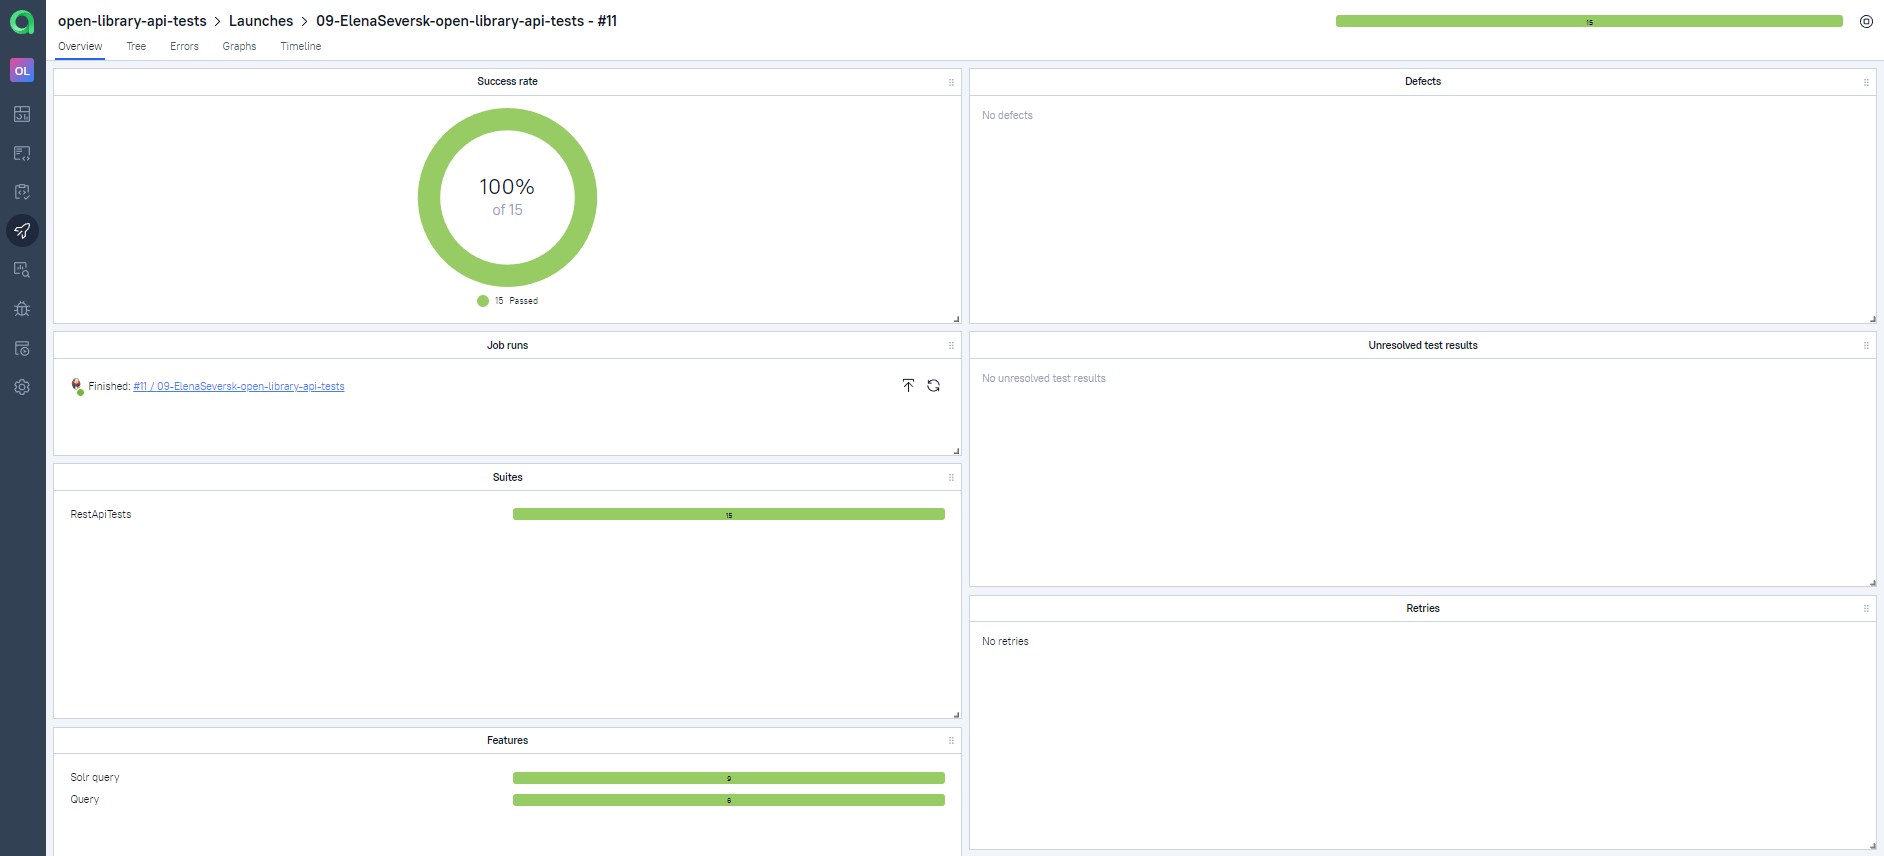 open-library-api-tests > Launches > 09-ElenaSeversk-open-library-api-tests - #11
15
Overview Tree Errors Graphs Timeline
OL
Success rate
100%
of 15
15 Passed
Defects
No defects
Job runs
Finished: #11 / 09-ElenaSeversk-open-library-api-tests
Unresolved test results
No unresolved test results
Suites
RestApiTests 15
Retries
No retries
Features
Solr query 9
Query 6